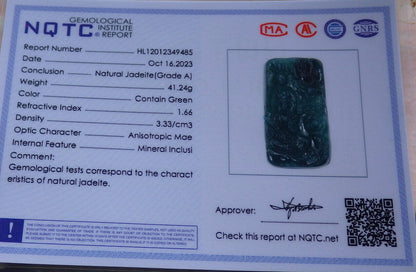 NQTC® GEMOLOGICAL INSTITUTE REPORT
MA
GNRS
Report Number HL12012349485
Date Oct 16.2023
Conclusion Natural Jadeite(Grade A)
Weight 41.24g
Color Contain Green
Refractive Index 1.66
Density 3.33/cm3
Optic Character Anisotropic Mae
Internal Feature Mineral Inclusi
Comment:
Gemological tests correspond to the charact
eristics of natural jadeite.
Approver:
Check this report at NQTC.net